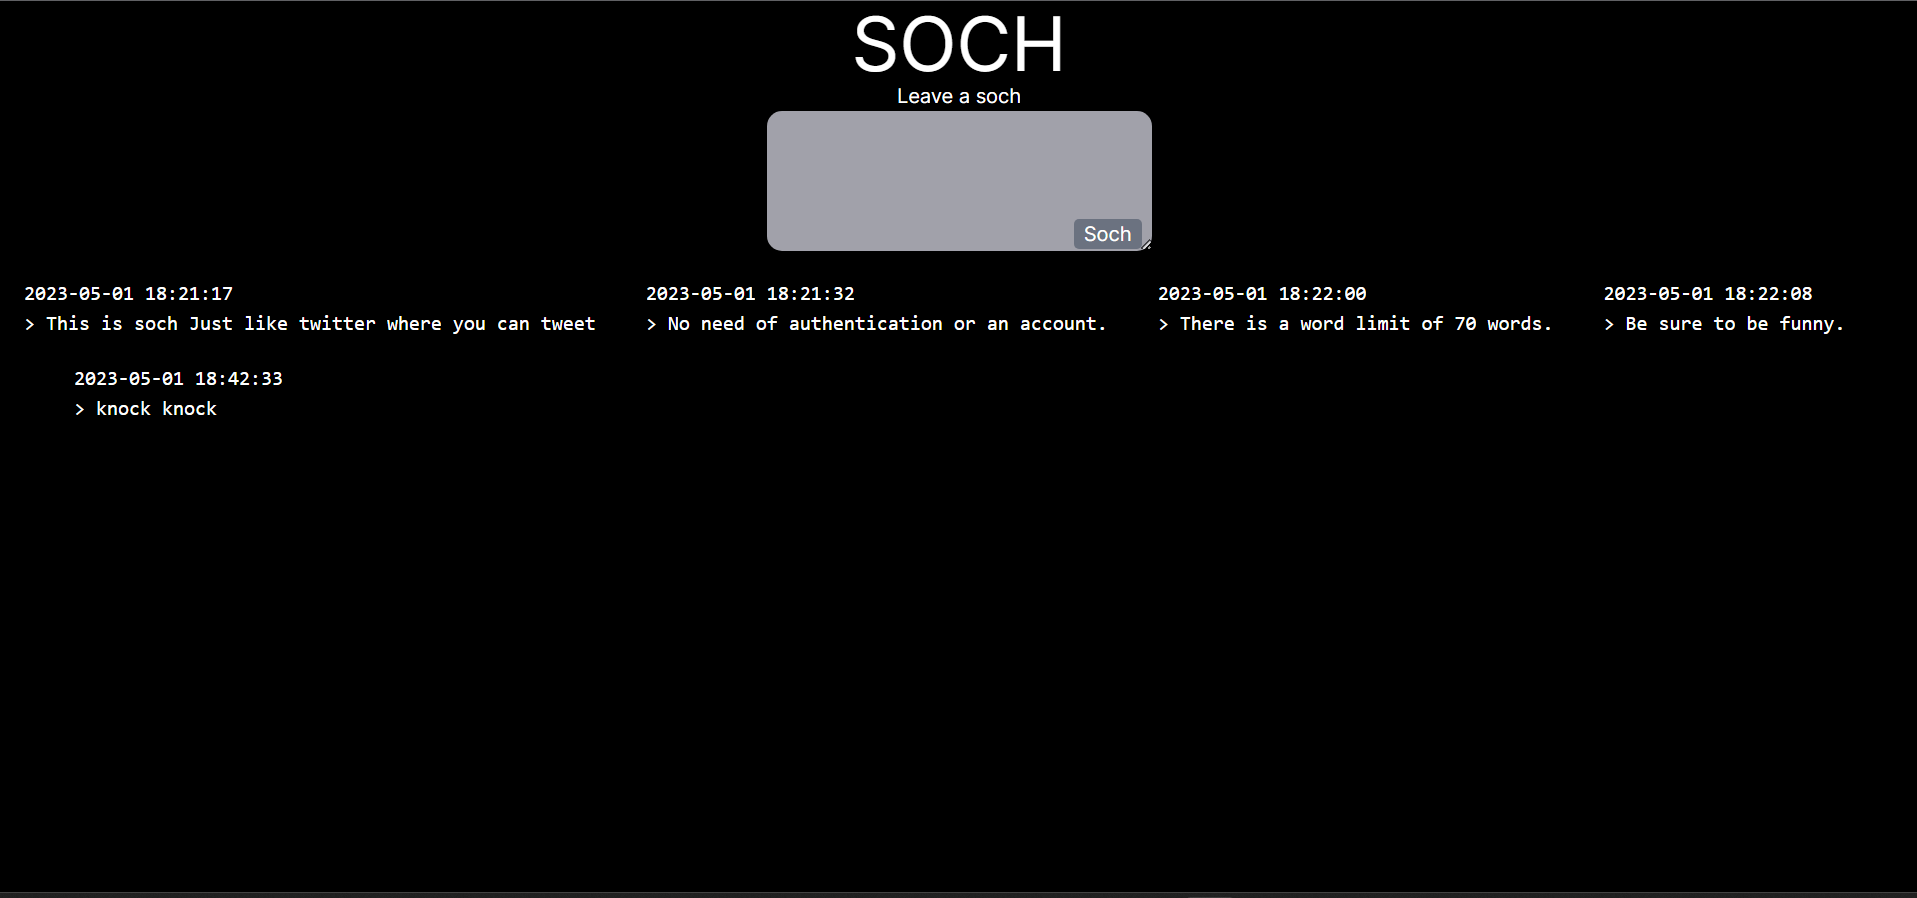 SOCH
Leave a soch
Soch
2023-05-01 18:21:17
> This is soch Just like twitter where you can tweet
2023-05-01 18:21:32
> No need of authentication or an account.
2023-05-01 18:22:00
> There is a word limit of 70 words.
2023-05-01 18:22:08
> Be sure to be funny.
2023-05-01 18:42:33
> knock knock